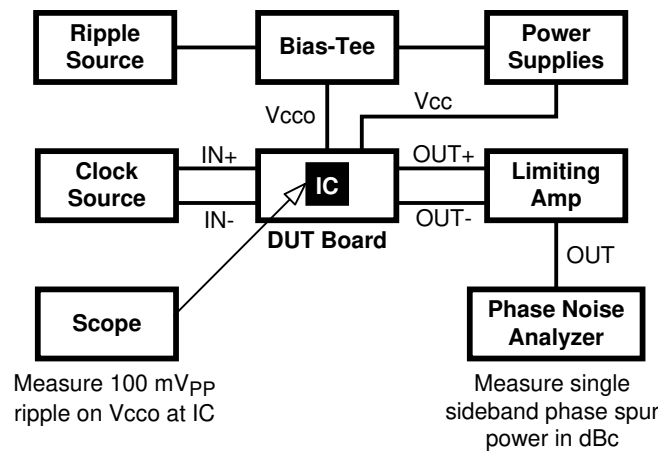 Ripple
Source
Bias-Tee
Power
Supplies
Vcco
Vcc
Clock
Source
IN+
IN-
IC
DUT Board
OUT+
OUT-
Limiting
Amp
OUT
Scope
Phase Noise
Analyzer
Measure 100 mVPP
ripple on Vcco at IC
Measure single
sideband phase spur
power in dBc